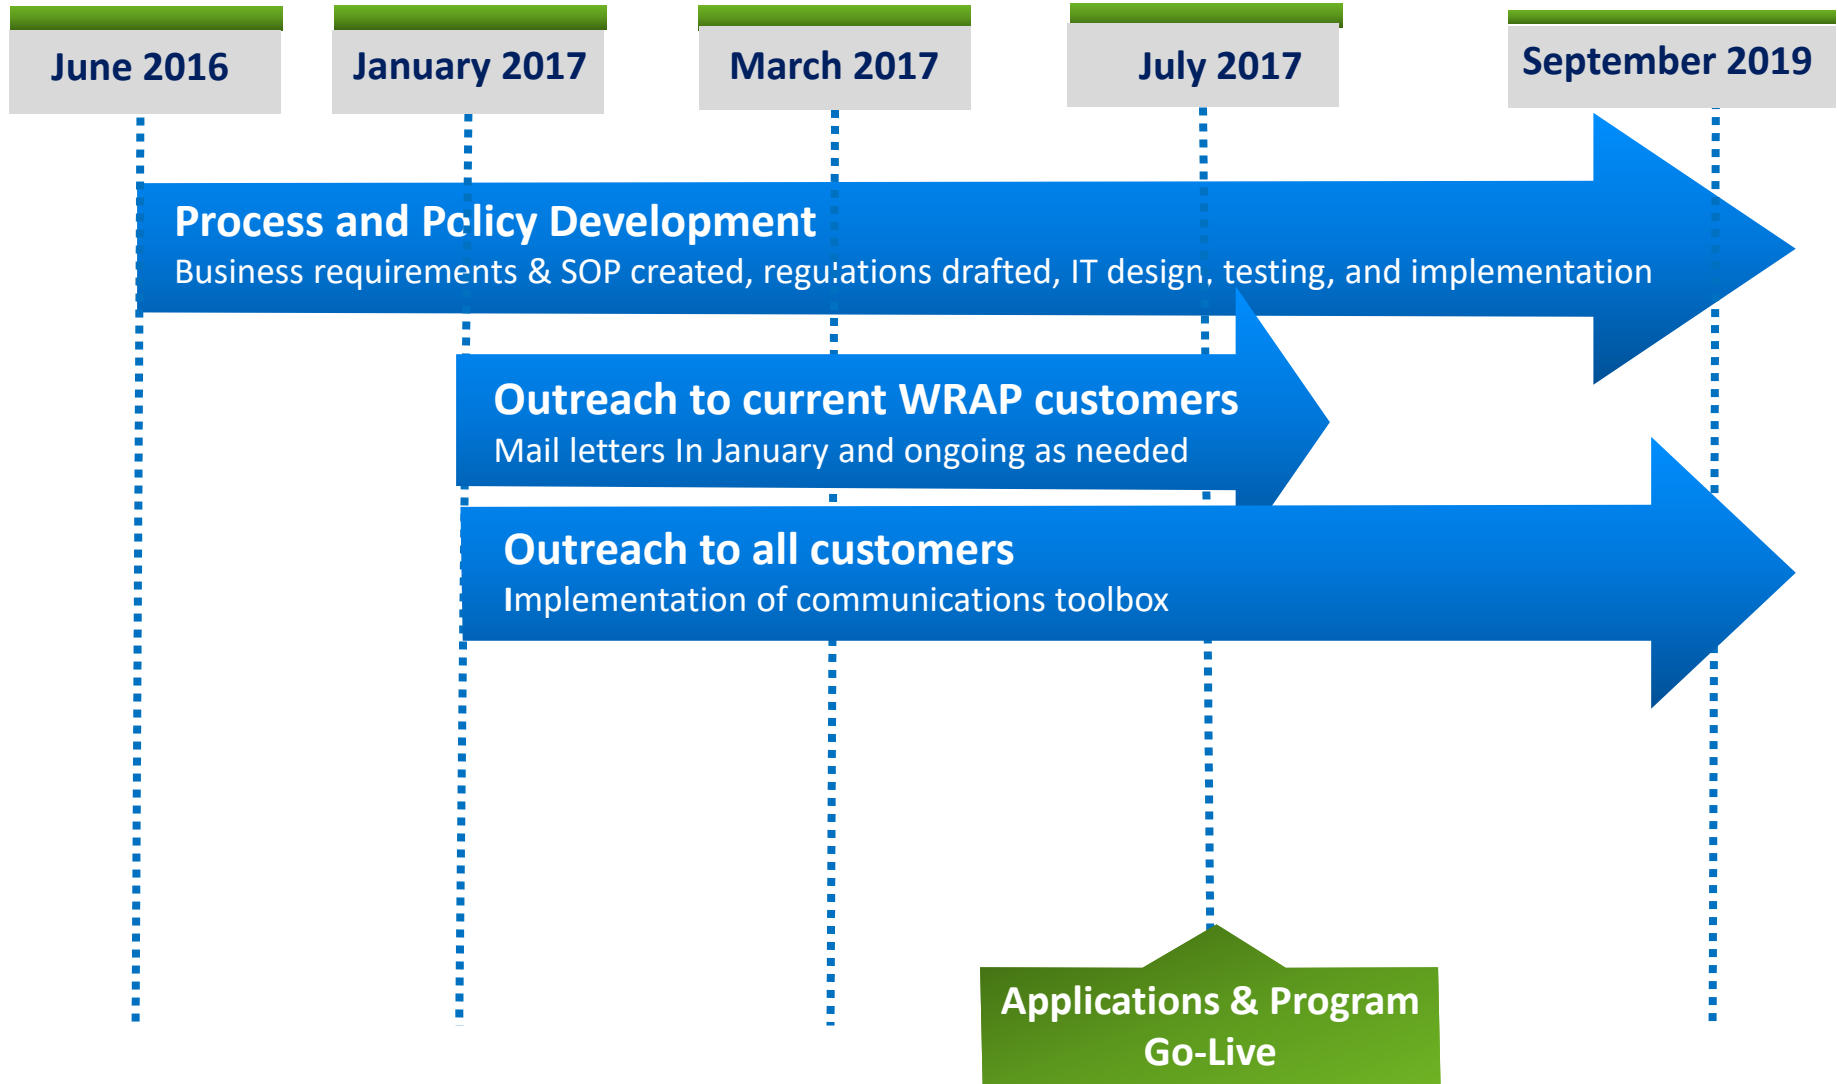 June 2016
January 2017
March 2017
July 2017
September 2019
Process and Policy Development
Business requirements & SOP created, regulations drafted, IT design, testing, and implementation
Outreach to current WRAP customers
Mail letters In January and ongoing as needed
Outreach to all customers
Implementation of communications toolbox
Applications & Program
Go-Live